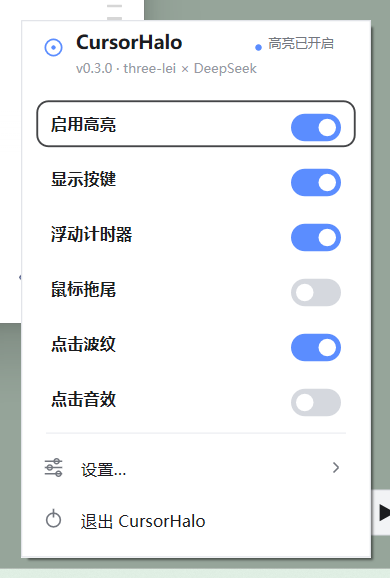 CursorHalo
高亮已开启
v0.3.0 · three-lei × DeepSeek
启用高亮
显示按键
浮动计时器
鼠标拖尾
点击波纹
点击音效
设置...
退出 CursorHalo